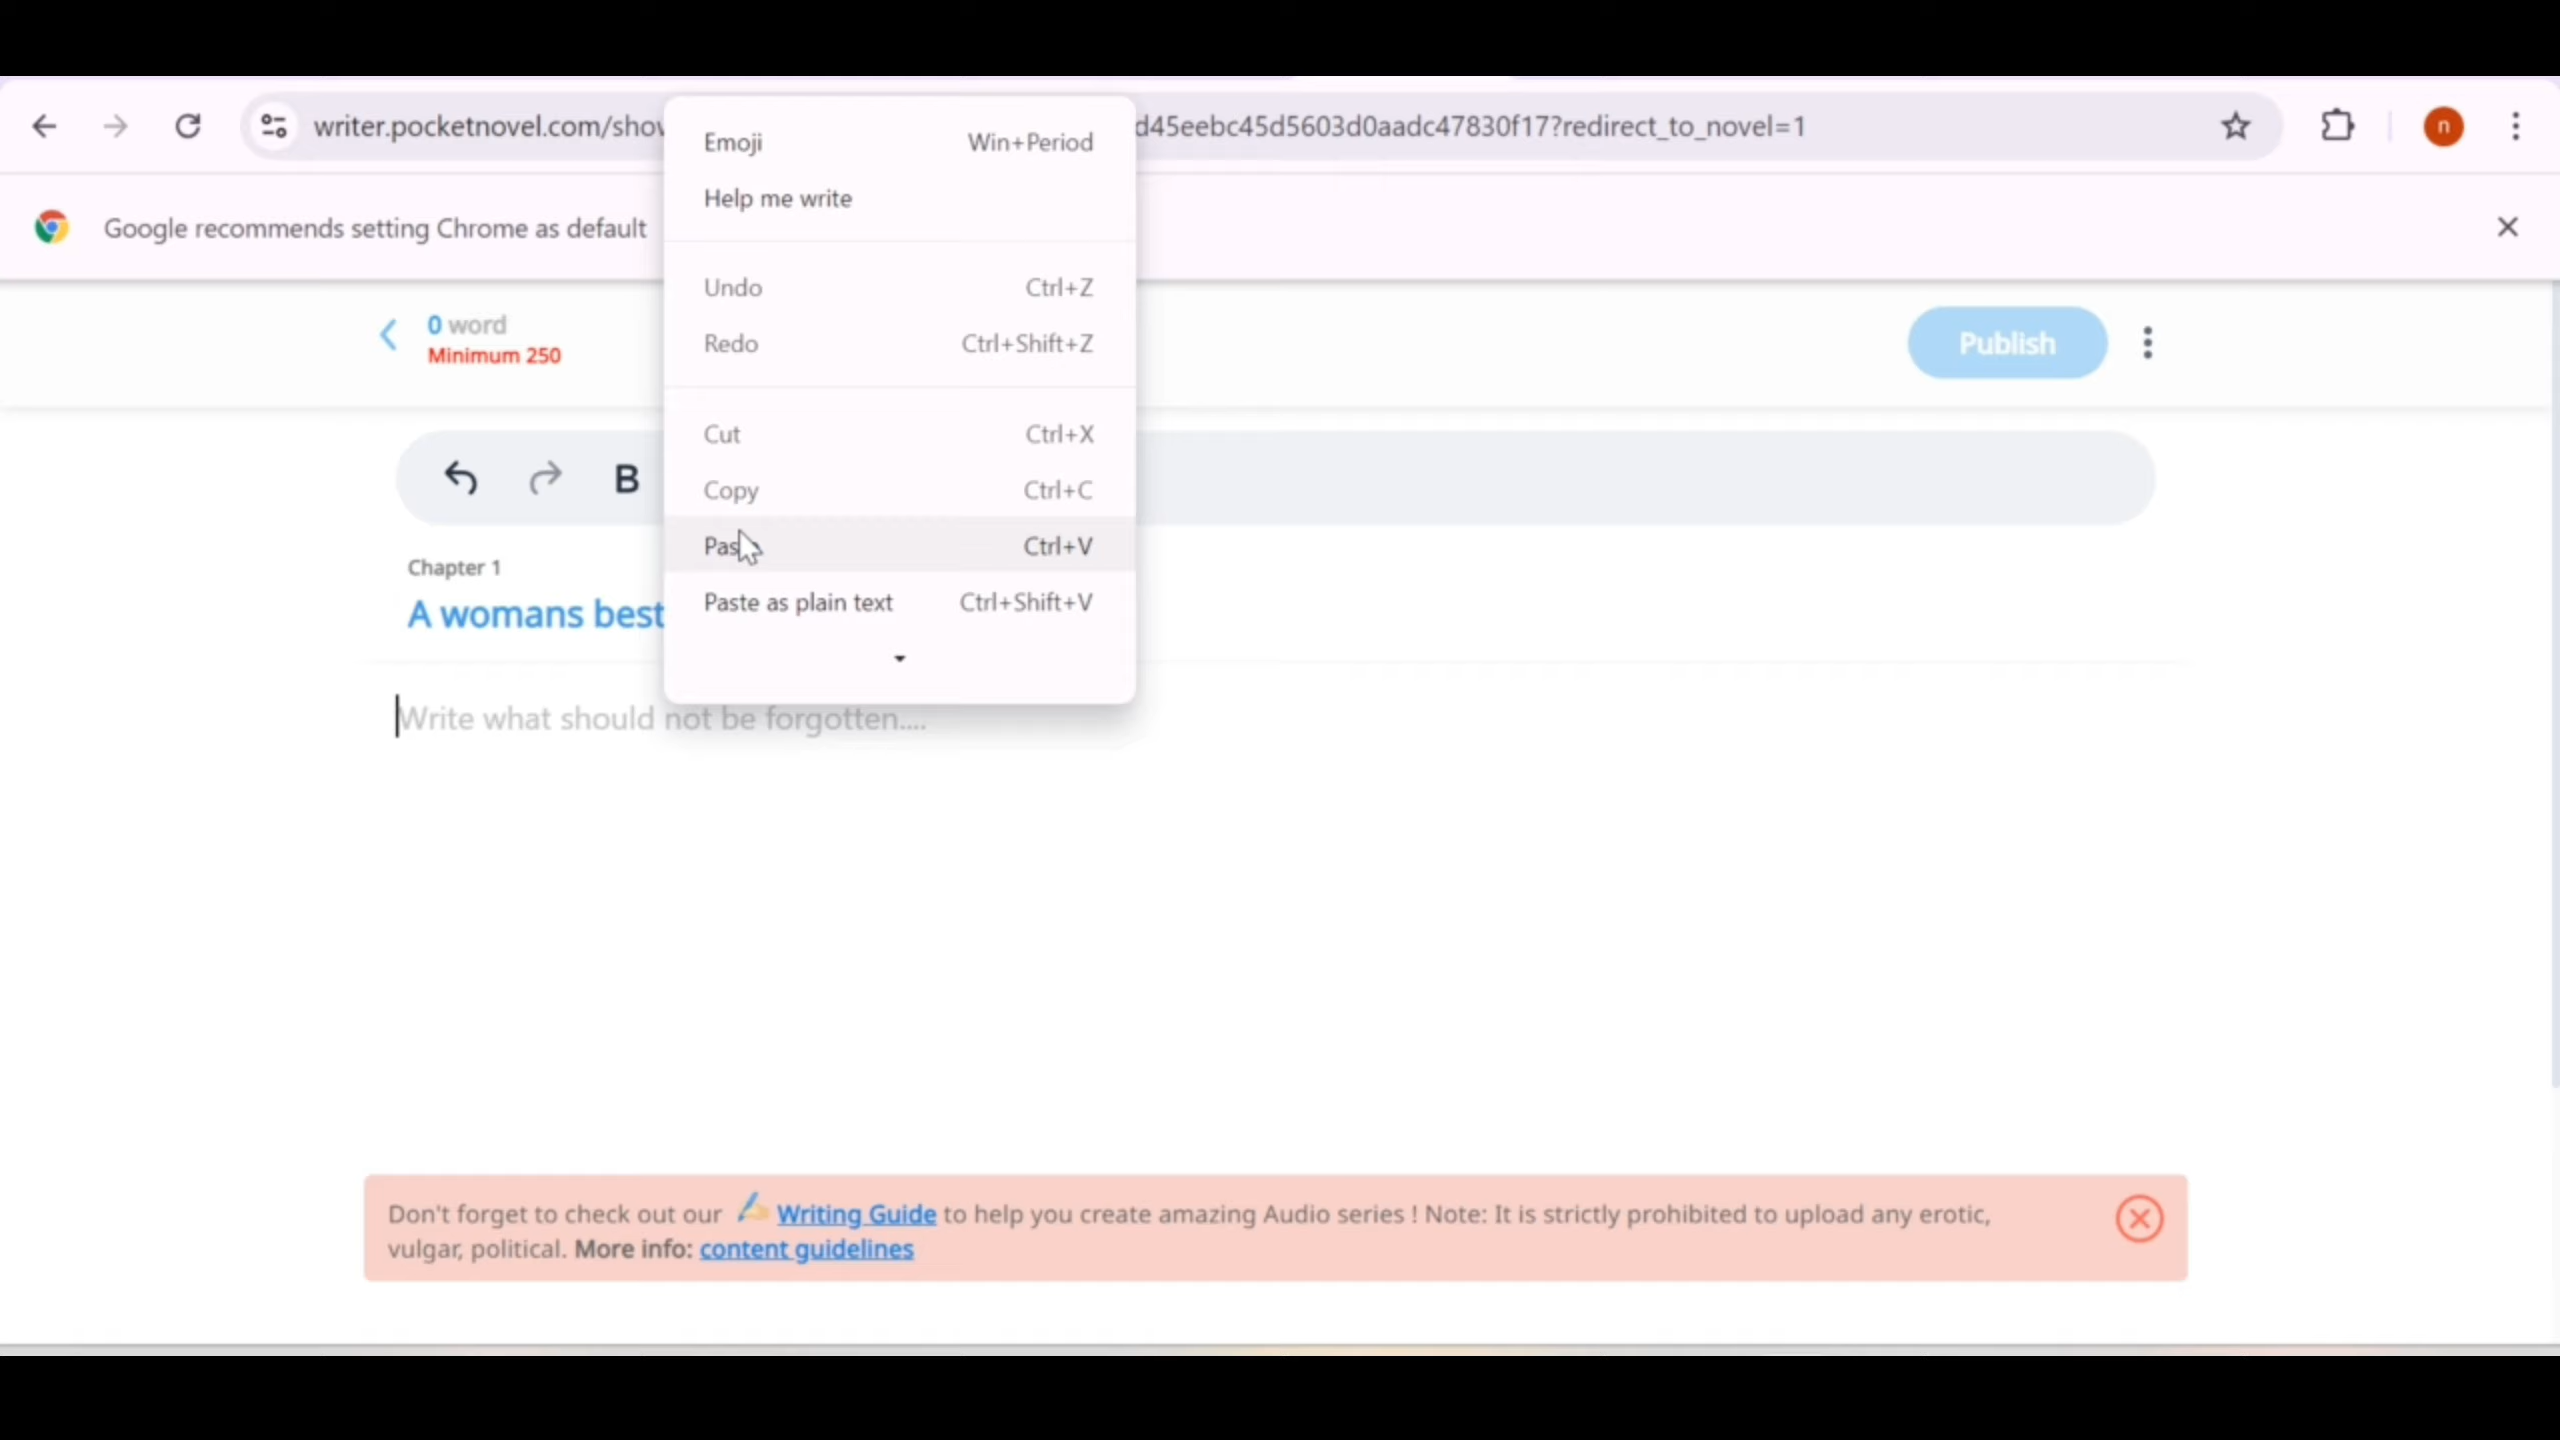 writer.pocketnovel.com/show
d45eebc45d5603d0aadc47830f17?redirect_to_novel=1
n
Google recommends setting Chrome as default
Emoji Win+Period
Help me write
Undo Ctrl+Z
Redo Ctrl+Shift+Z
Cut Ctrl+X
Copy Ctrl+C
Ctrl+V
Paste as plain text Ctrl+Shift+V
0 word
Minimum 250
Publish
B
Chapter 1
A womans best
Write what should not be forgotten....
Don't forget to check out our Writing Guide to help you create amazing Audio series ! Note: It is strictly prohibited to upload any erotic,
vulgar, political. More info: content guidelines